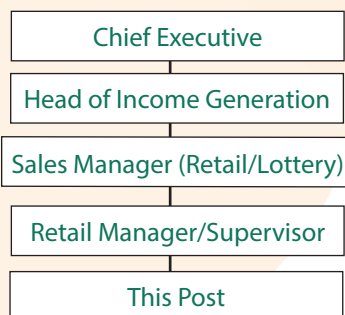 Chief Executive
Head of Income Generation
Sales Manager (Retail/Lottery)
Retail Manager/Supervisor
This Post